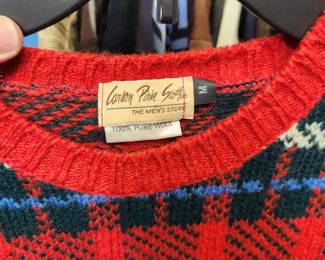 Carson Pirie Scott
THE MEN'S STORE
M
100% PURE WOOL